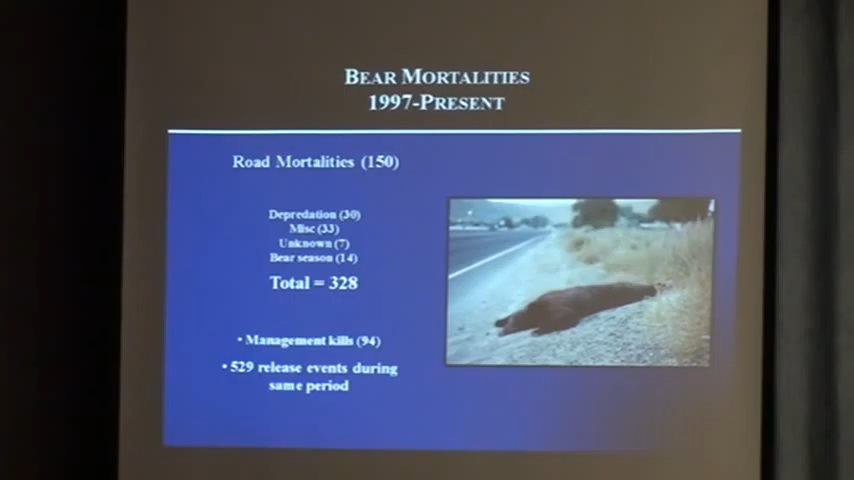 BEAR MORTALITIES
1997-PRESENT
Road Mortalities (150)
Depredation (30)
Misc (33)
Unknown (7)
Bear season (14)
Total = 328
• Management kills (94)
• 529 release events during
same period